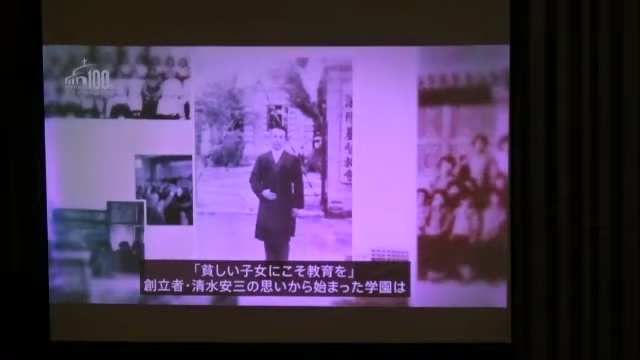 100
「貧しい子女にこそ教育を」
創立者・清水安三の思いから始まった学園は